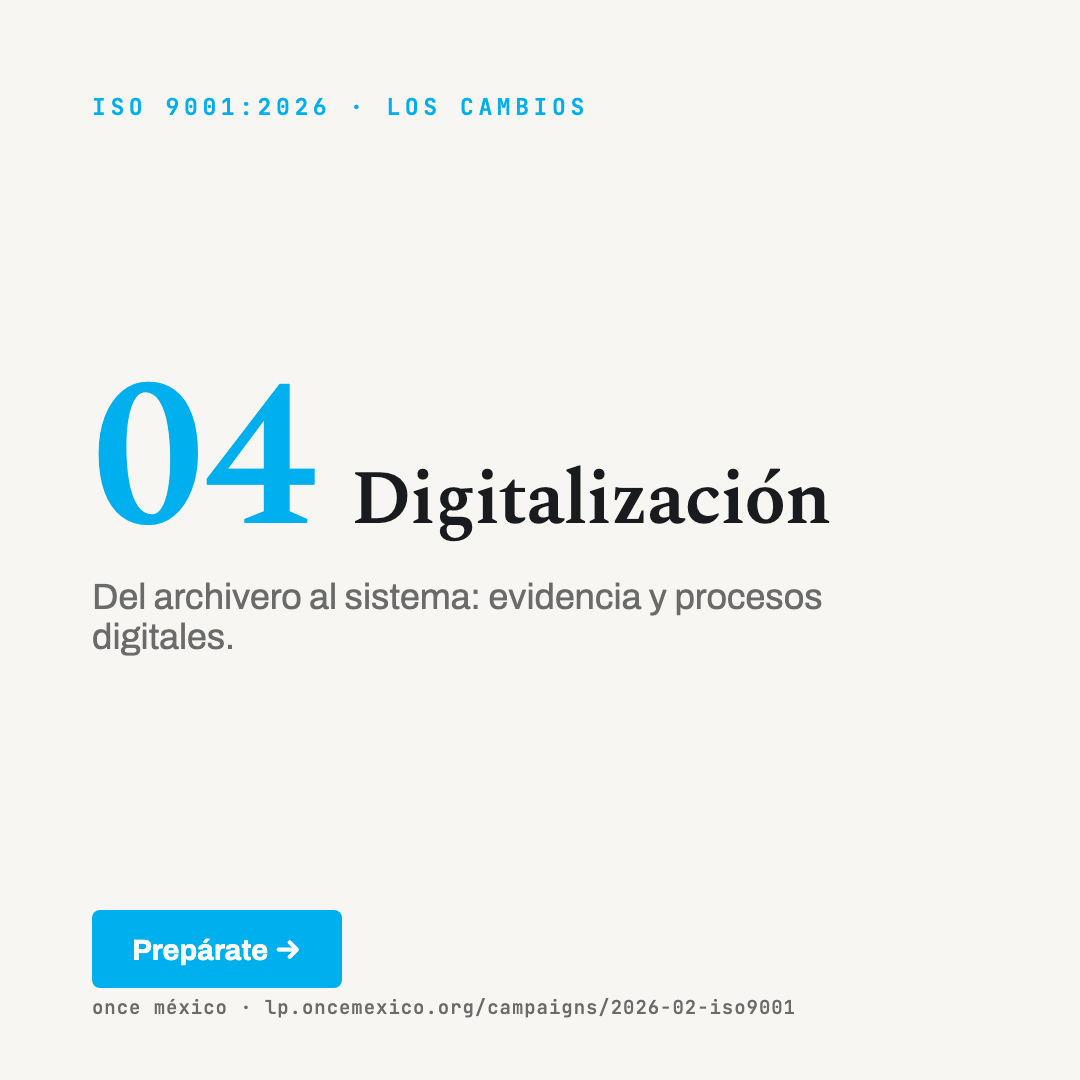 ISO 9001:2026 · LOS CAMBIOS
04 Digitalización
Del archivero al sistema: evidencia y procesos
digitales.
Prepárate →
once méxico · lp.oncemexico.org/campaigns/2026-02-iso9001